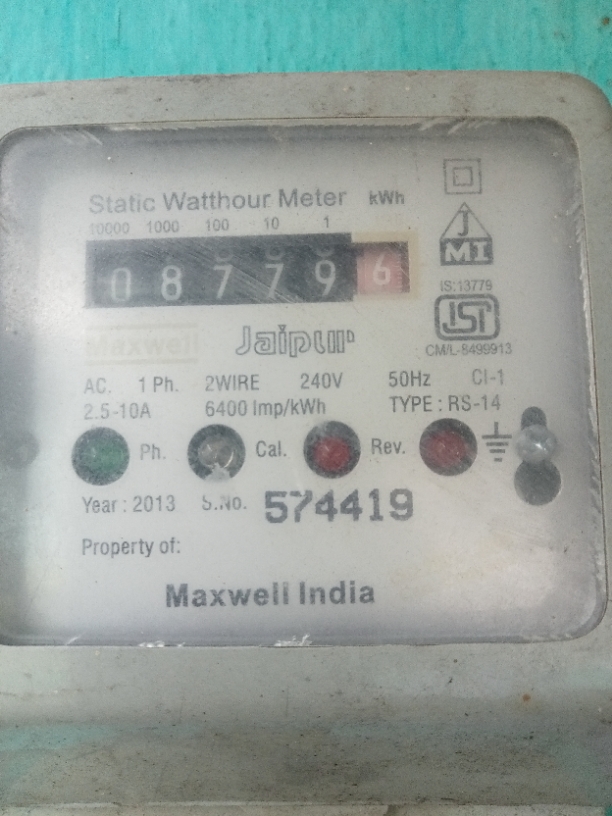 Static Watthour Meter kWh
10000 1000 100 10 1
0 8 7 7 9 6
J
MI
IS:13779
ISI
CM/L-8499913
Maxwell
Jaipur
AC. 1 Ph. 2WIRE 240V 50Hz Cl-1
2.5-10A 6400 Imp/kWh TYPE : RS-14
Ph. Cal. Rev.
Year : 2013 S.No. 574419
Property of:
Maxwell India